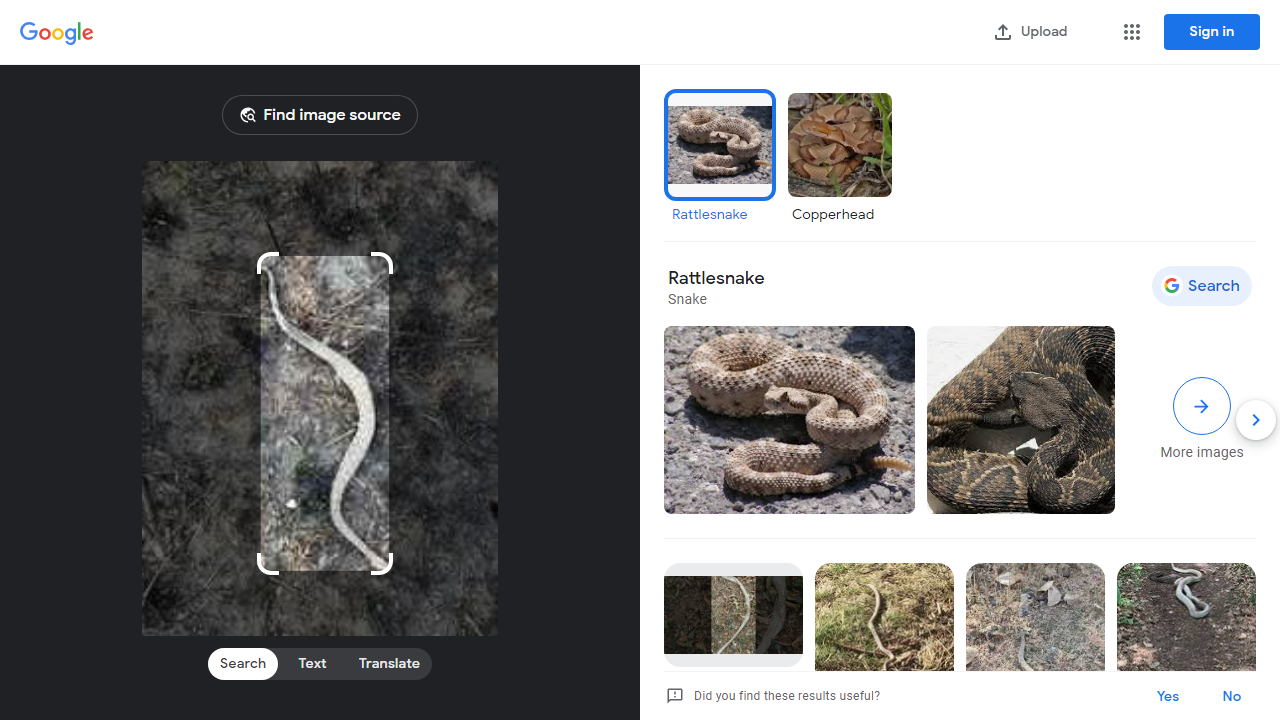 Google
Upload
Sign in
Find image source
Rattlesnake
Copperhead
Rattlesnake
Snake
Search
More images
Search
Text
Translate
Did you find these results useful?
Yes
No